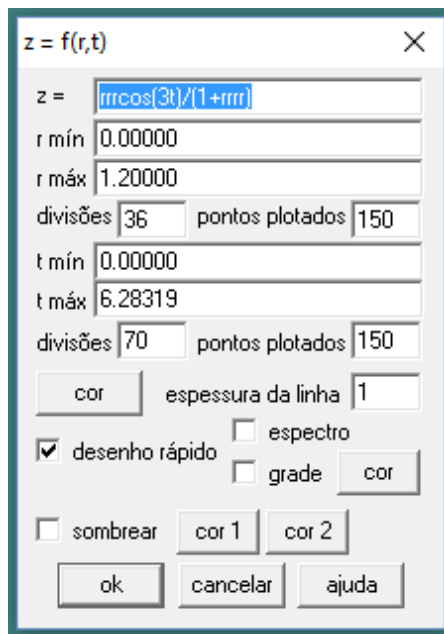 z = f(r,t)
z = rrrcos(3t)/(1+rrrr)
r mín 0.00000
r máx 1.20000
divisões 36 pontos plotados 150
t mín 0.00000
t máx 6.28319
divisões 70 pontos plotados 150
cor espessura da linha 1
desenho rápido espectro
grade cor
sombrear cor 1 cor 2
ok cancelar ajuda